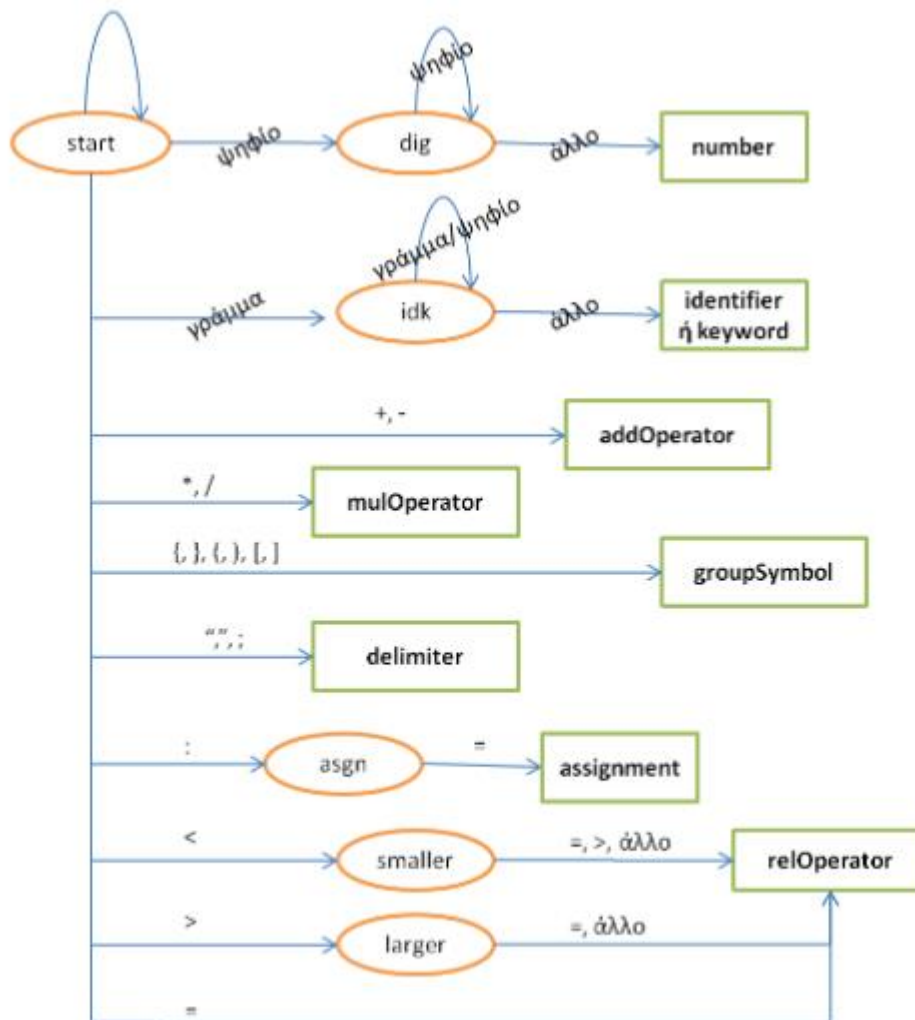 ψηφίο
start
ψηφίο
dig
άλλο
number
γράμμα/ψηφίο
γράμμα
idk
άλλο
identifier
ή keyword
+, -
addOperator
*, /
mulOperator
{, }, (, ), [, ]
groupSymbol
“,”, ;
delimiter
:
asgn
=
assignment
<
smaller
=, >, άλλο
relOperator
>
larger
=, άλλο
=